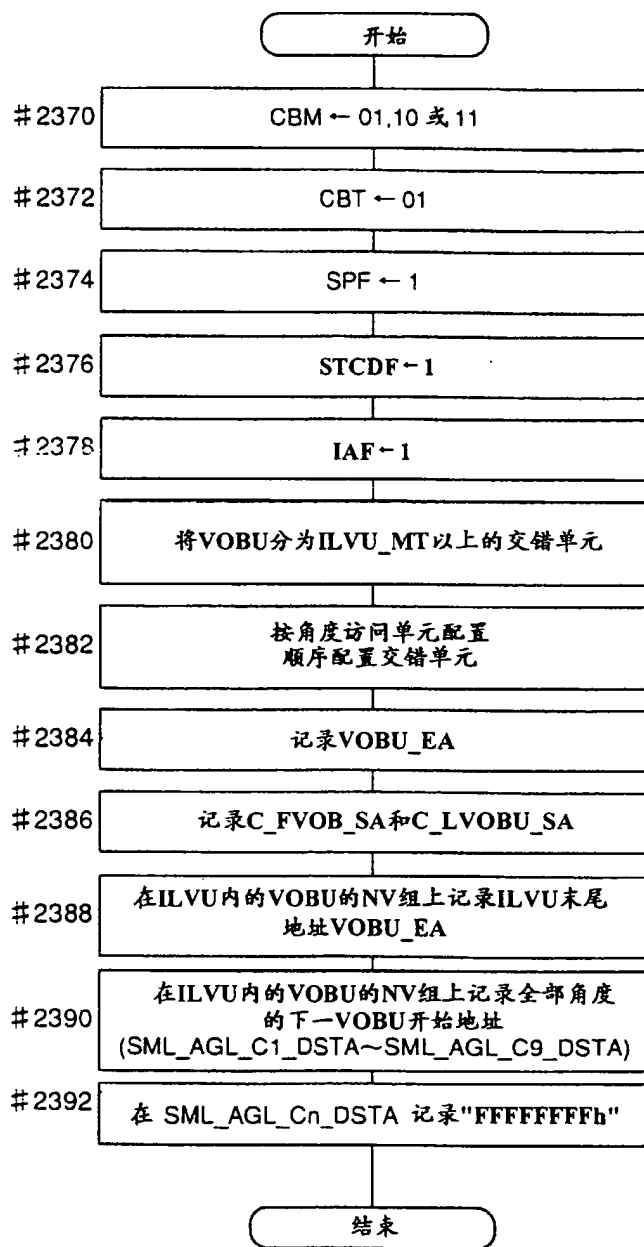 开始
#2370 CBM ← 01,10 或 11
#2372 CBT ← 01
#2374 SPF ← 1
#2376 STCDF←1
#2378 IAF←1
#2380 将VOBU分为ILVU_MT以上的交错单元
#2382 按角度访问单元配置
顺序配置交错单元
#2384 记录VOBU_EA
#2386 记录C_FVOB_SA和C_LVOBU_SA
#2388 在ILVU内的VOBU的NV组上记录ILVU末尾
地址VOBU_EA
#2390 在ILVU内的VOBU的NV组上记录全部角度
的下一VOBU开始地址
(SML_AGL_C1_DSTA～SML_AGL_C9_DSTA)
#2392 在 SML_AGL_Cn_DSTA 记录"FFFFFFFFh"
结束